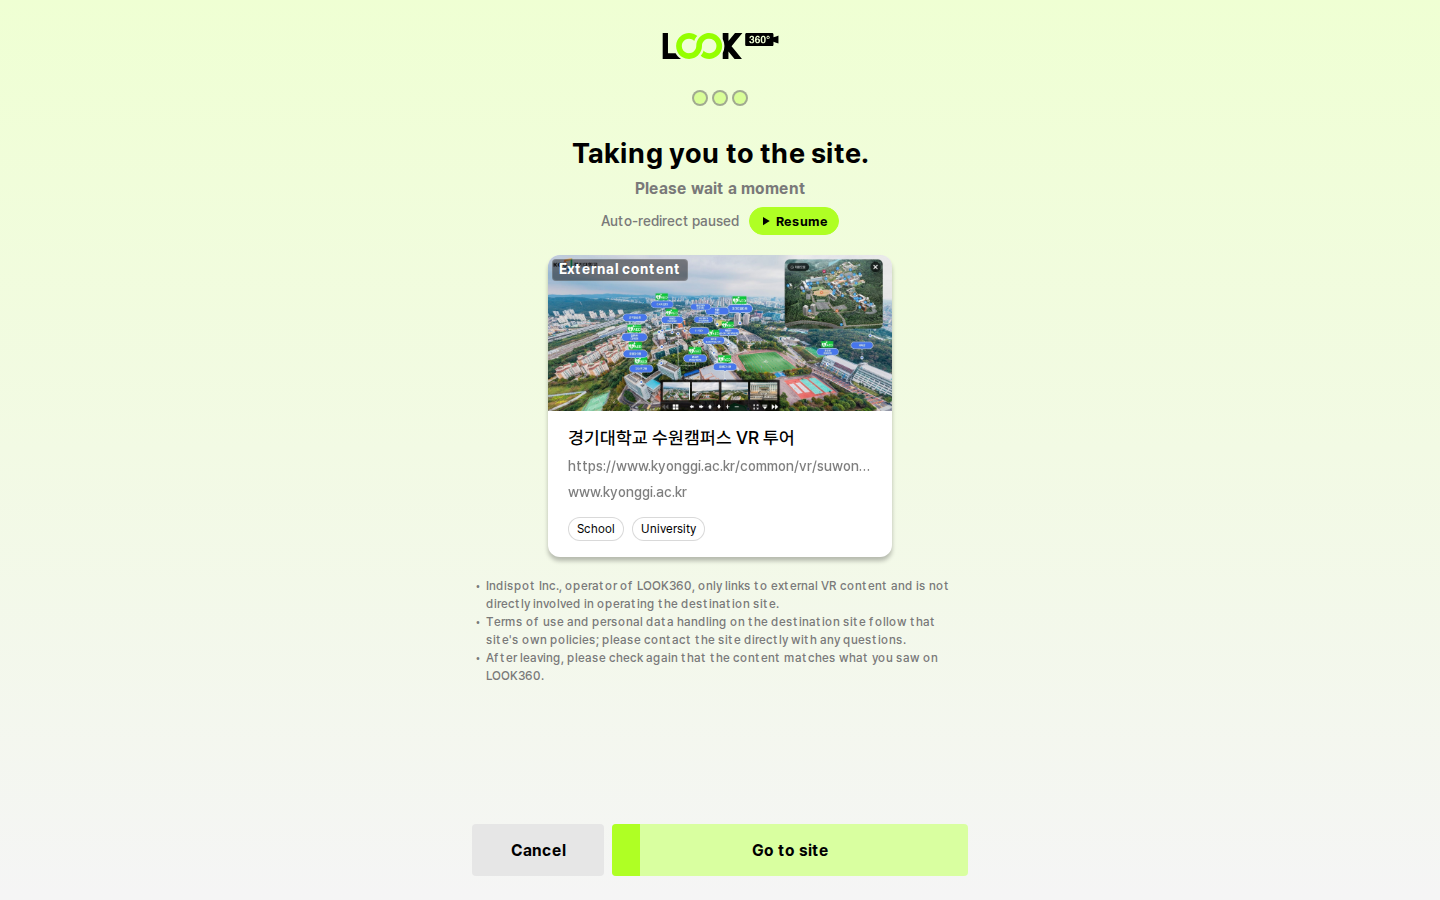 LOOK 360°
Taking you to the site.
Please wait a moment
Auto-redirect paused
Resume
External content
경기대학교 수원캠퍼스 VR 투어
https://www.kyonggi.ac.kr/common/vr/suwon...
www.kyonggi.ac.kr
School
University
• Indispot Inc., operator of LOOK360, only links to external VR content and is not
directly involved in operating the destination site.
• Terms of use and personal data handling on the destination site follow that
site's own policies; please contact the site directly with any questions.
• After leaving, please check again that the content matches what you saw on
LOOK360.
Cancel
Go to site